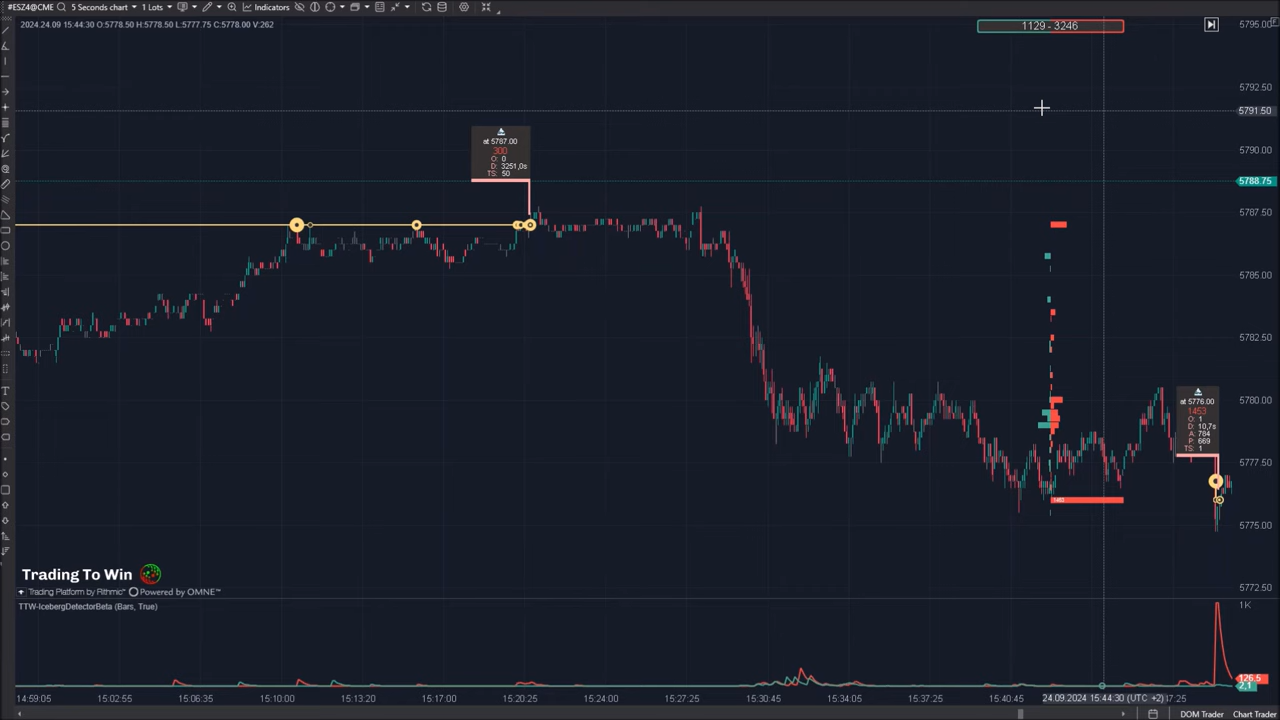 #ESZ4@CME 5 Seconds chart 1 Lots Indicators
2024.24.09 15:44:30 O:5778.50 H:5778.50 L:5777.75 C:5778.00 V:262
1129 - 3246
5795.00
5792.50
5791.50
5790.00
5788.75
5787.50
5785.00
5782.50
5780.00
5777.50
5775.00
5772.50
at 5787.00
300
O: 0
D: 3251,0s
TS: 50
at 5776.00
1453
O: 1
D: 10,7s
A: 784
P: 669
TS: 1
Trading To Win
Trading Platform by Rithmic™ Powered by OMNE™
TTW-IcebergDetectorBeta (Bars, True)
1K
126.5
2,1
14:59:05 15:02:55 15:06:35 15:10:00 15:13:20 15:17:00 15:20:25 15:24:00 15:27:25 15:30:45 15:34:05 15:37:25 15:40:45 24.09.2024 15:44:30 (UTC +2) 37:25
DOM Trader Chart Trader